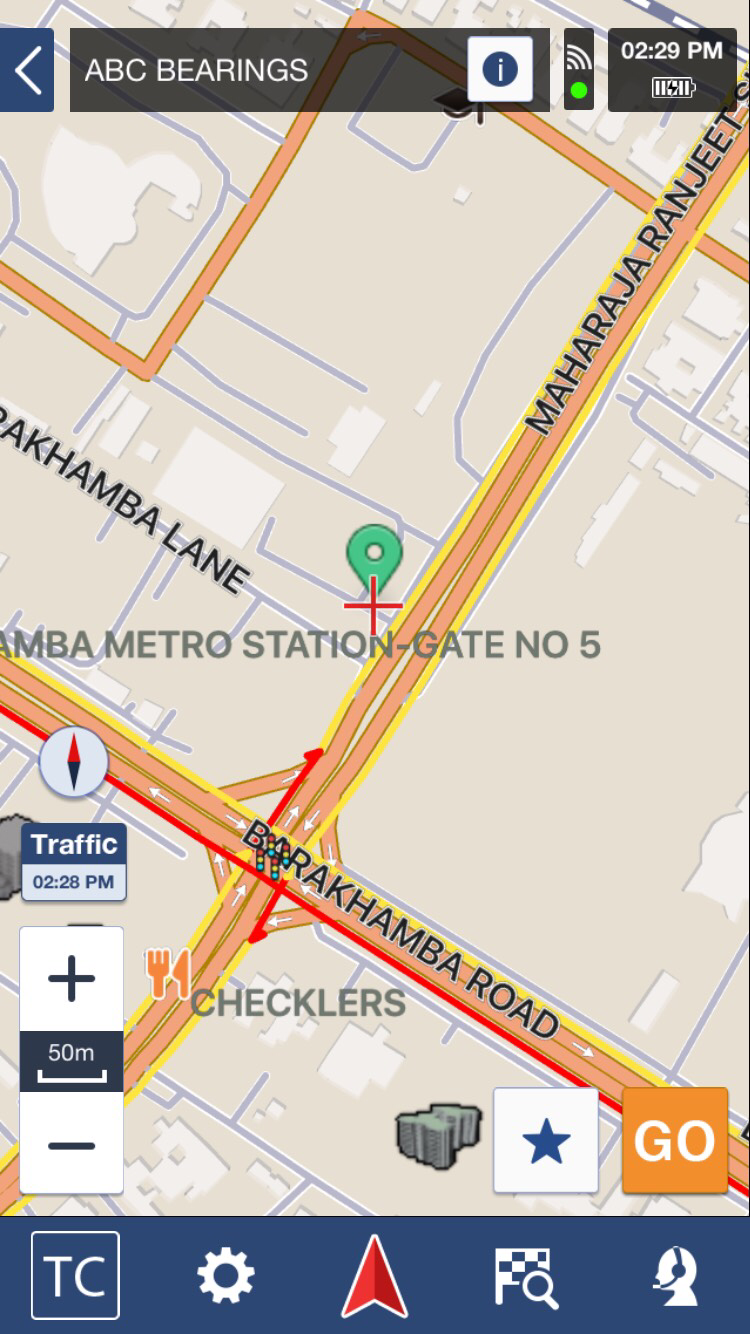 ABC BEARINGS
i
02:29 PM
MAHARAJA RANJEET
RAKHAMBA LANE
AMBA METRO STATION-GATE NO 5
Traffic
02:28 PM
BARAKHAMBA ROAD
CHECKLERS
50m
GO
TC